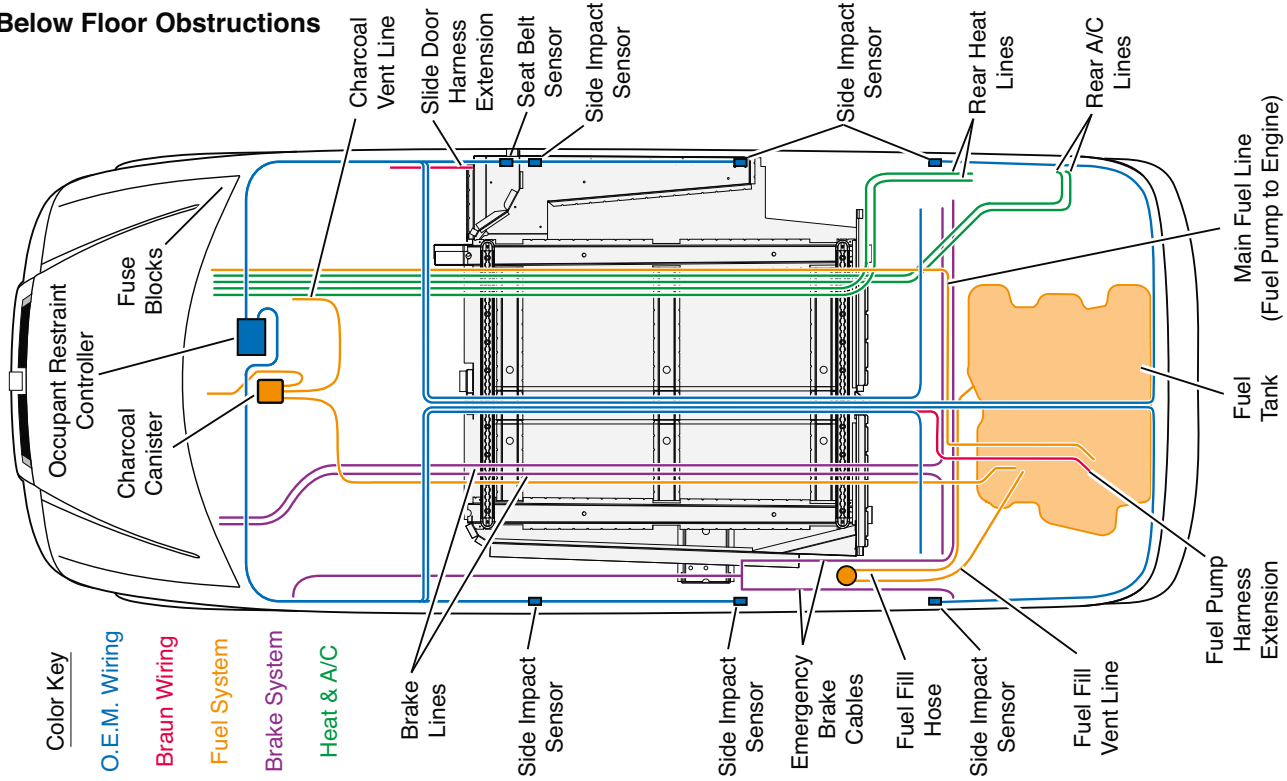 Below Floor Obstructions
Charcoal
Vent Line
Slide Door
Harness
Extension
Seat Belt
Sensor
Side Impact
Sensor
Side Impact
Sensor
Rear Heat
Lines
Rear A/C
Lines
Fuse
Blocks
Occupant Restraint
Controller
Charcoal
Canister
Main Fuel Line
(Fuel Pump to Engine)
Fuel
Tank
Color Key
O.E.M. Wiring
Braun Wiring
Fuel System
Brake System
Heat & A/C
Brake
Lines
Side Impact
Sensor
Side Impact
Sensor
Emergency
Brake
Cables
Fuel Fill
Hose
Side Impact
Sensor
Fuel Fill
Vent Line
Fuel Pump
Harness
Extension